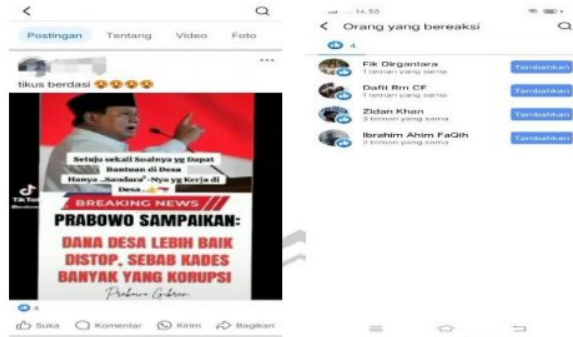 Postingan Tentang Video Foto
tikus berdasi
Setuju sekali Soalnya yg Dapat
Bantuan di Desa
Hanya "Saudara"-Nya yg Kerja di
Desa
TikTok
BREAKING NEWS
PRABOWO SAMPAIKAN:
DANA DESA LEBIH BAIK
DISTOP, SEBAB KADES
BANYAK YANG KORUPSI
Prabowo Gibran
4
Suka Komentar Kirim Bagikan
14.58
Orang yang bereaksi
4
Fik Dirgantara
1 teman yang sama
Tambahkan
Dafit Rm CF
1 teman yang sama
Tambahkan
Zidan Khan
3 teman yang sama
Tambahkan
Ibrahim Ahim FaQih
2 teman yang sama
Tambahkan